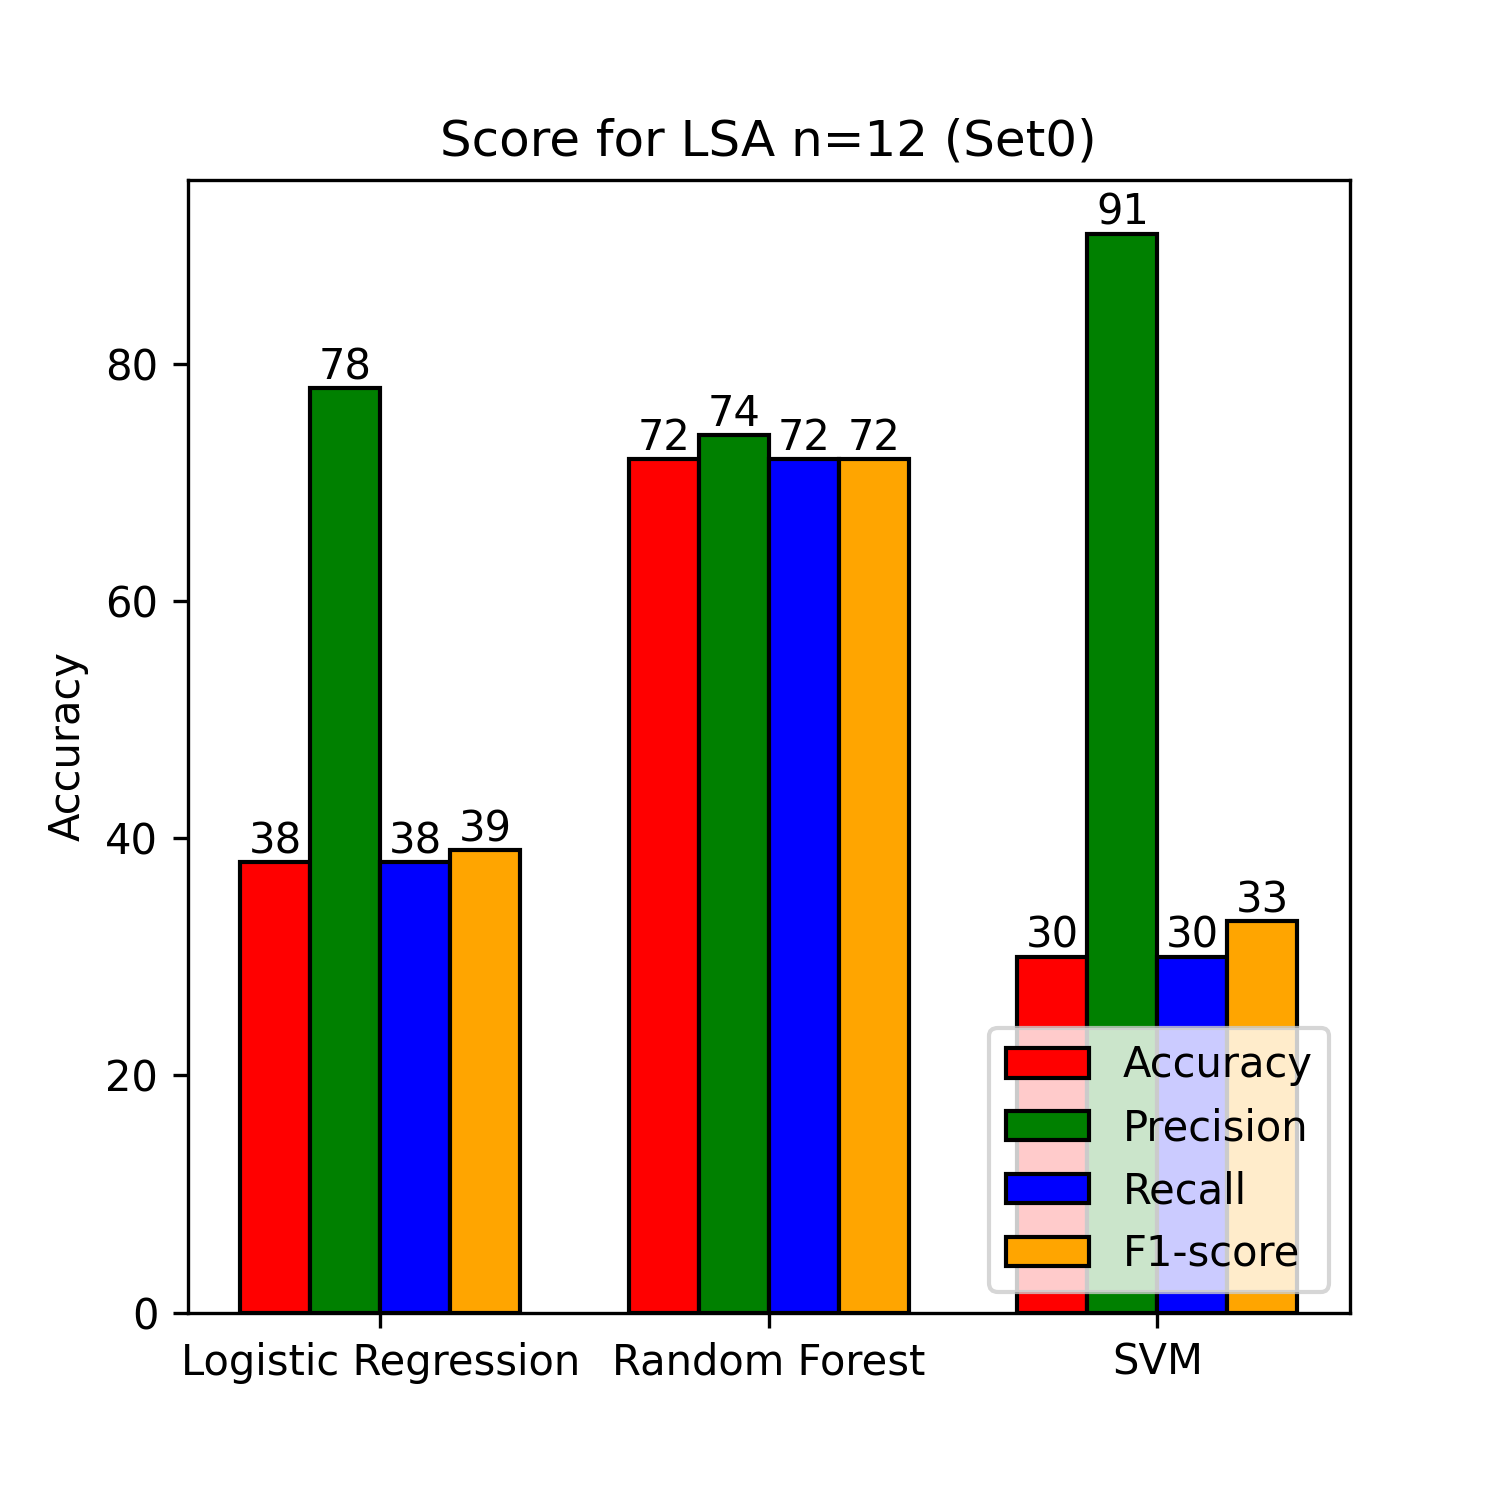 Score for LSA n=12 (Set0)
Accuracy
80
60
40
20
0
38
78
38
39
72
74
72
72
30
91
30
33
Accuracy
Precision
Recall
F1-score
Logistic Regression
Random Forest
SVM